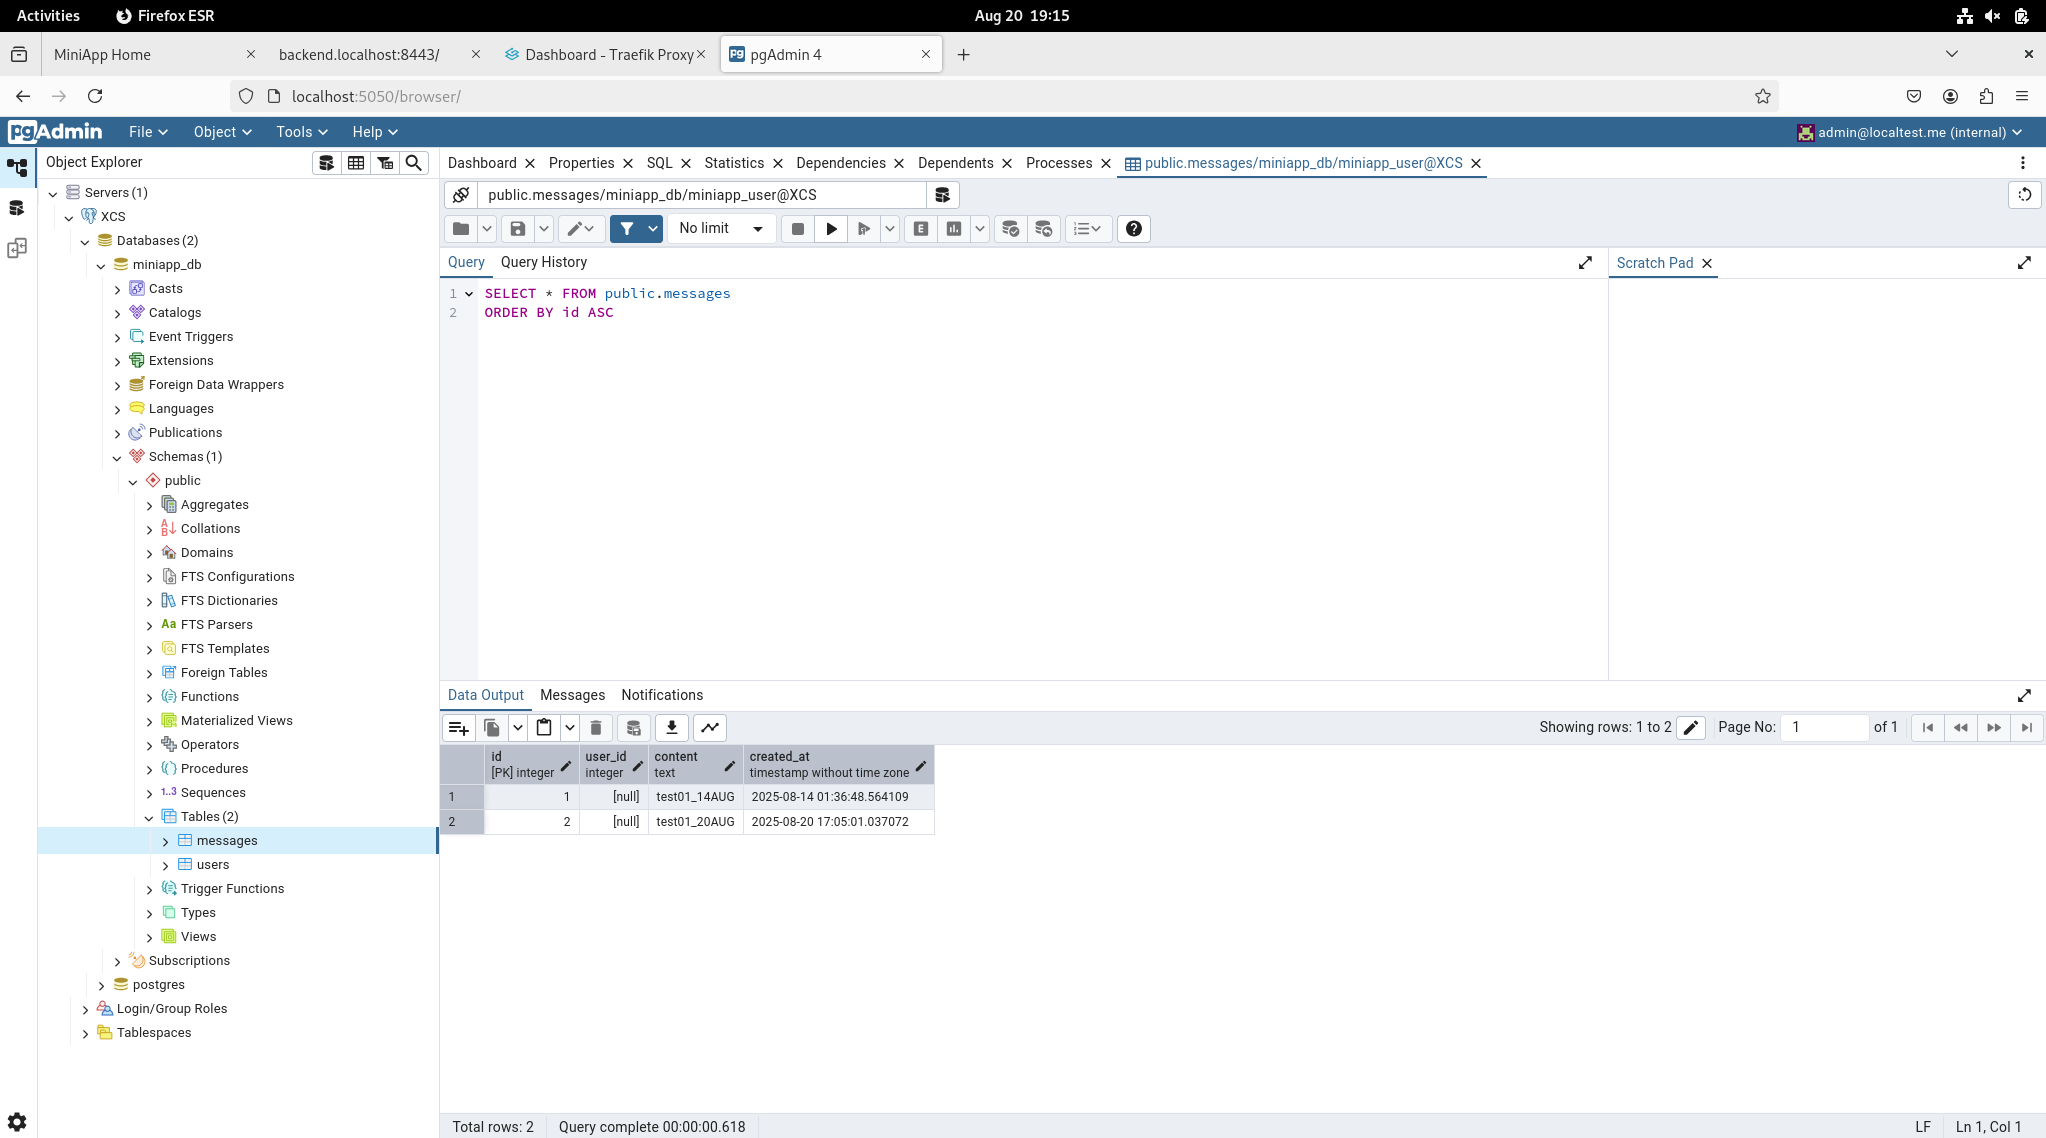 Activities
Firefox ESR
Aug 20 19:15
MiniApp Home
backend.localhost:8443/
Dashboard - Traefik Proxy
pgAdmin 4
localhost:5050/browser/
pgAdmin
File
Object
Tools
Help
admin@localtest.me (internal)
Object Explorer
Dashboard
Properties
SQL
Statistics
Dependencies
Dependents
Processes
public.messages/miniapp_db/miniapp_user@XCS
Servers (1)
XCS
Databases (2)
miniapp_db
Casts
Catalogs
Event Triggers
Extensions
Foreign Data Wrappers
Languages
Publications
Schemas (1)
public
Aggregates
Collations
Domains
FTS Configurations
FTS Dictionaries
Aa FTS Parsers
FTS Templates
Foreign Tables
Functions
Materialized Views
Operators
Procedures
1..3 Sequences
Tables (2)
messages
users
Trigger Functions
Types
Views
Subscriptions
postgres
Login/Group Roles
Tablespaces
public.messages/miniapp_db/miniapp_user@XCS
No limit
E
Query
Query History
Scratch Pad
1 SELECT * FROM public.messages
2 ORDER BY id ASC
Data Output
Messages
Notifications
Showing rows: 1 to 2
Page No: 1 of 1
id
[PK] integer
user_id
integer
content
text
created_at
timestamp without time zone
1 1 [null] test01_14AUG 2025-08-14 01:36:48.564109
2 2 [null] test01_20AUG 2025-08-20 17:05:01.037072
Total rows: 2
Query complete 00:00:00.618
LF
Ln 1, Col 1